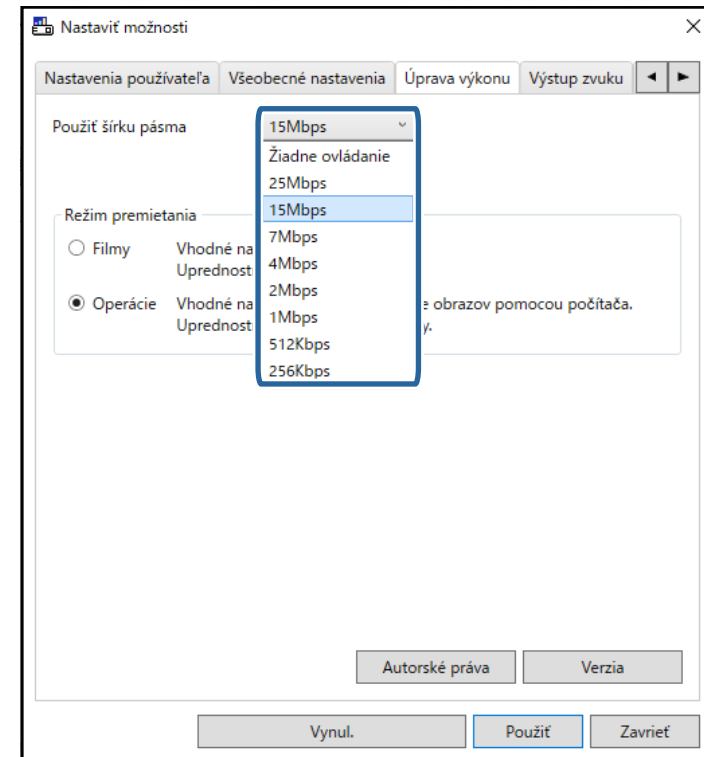 Nastaviť možnosti
Nastavenia používateľa Všeobecné nastavenia Úprava výkonu Výstup zvuku
Použiť šírku pásma 15Mbps
Žiadne ovládanie
25Mbps
15Mbps
7Mbps
4Mbps
2Mbps
1Mbps
512Kbps
256Kbps
Režim premietania
Filmy Vhodné na
Operácie Vhodné na obrazov pomocou počítača.
Autorské práva Verzia
Vynul. Použiť Zavrieť